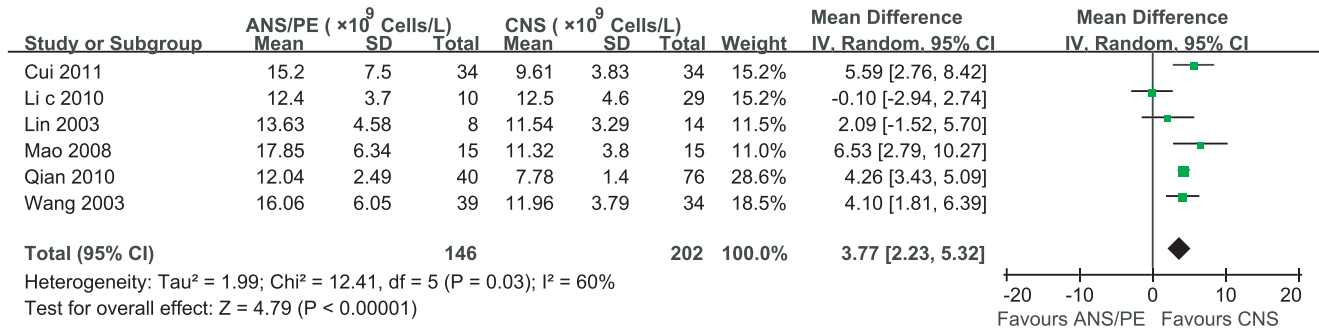 ANS/PE ( ×10⁹ Cells/L) CNS ( ×10⁹ Cells/L) Mean Difference Mean Difference
Study or Subgroup Mean SD Total Mean SD Total Weight IV, Random, 95% CI IV, Random, 95% CI
Cui 2011 15.2 7.5 34 9.61 3.83 34 15.2% 5.59 [2.76, 8.42]
Li c 2010 12.4 3.7 10 12.5 4.6 29 15.2% -0.10 [-2.94, 2.74]
Lin 2003 13.63 4.58 8 11.54 3.29 14 11.5% 2.09 [-1.52, 5.70]
Mao 2008 17.85 6.34 15 11.32 3.8 15 11.0% 6.53 [2.79, 10.27]
Qian 2010 12.04 2.49 40 7.78 1.4 76 28.6% 4.26 [3.43, 5.09]
Wang 2003 16.06 6.05 39 11.96 3.79 34 18.5% 4.10 [1.81, 6.39]
Total (95% CI) 146 202 100.0% 3.77 [2.23, 5.32]
Heterogeneity: Tau² = 1.99; Chi² = 12.41, df = 5 (P = 0.03); I² = 60%
Test for overall effect: Z = 4.79 (P < 0.00001)
-20 -10 0 10 20
Favours ANS/PE Favours CNS